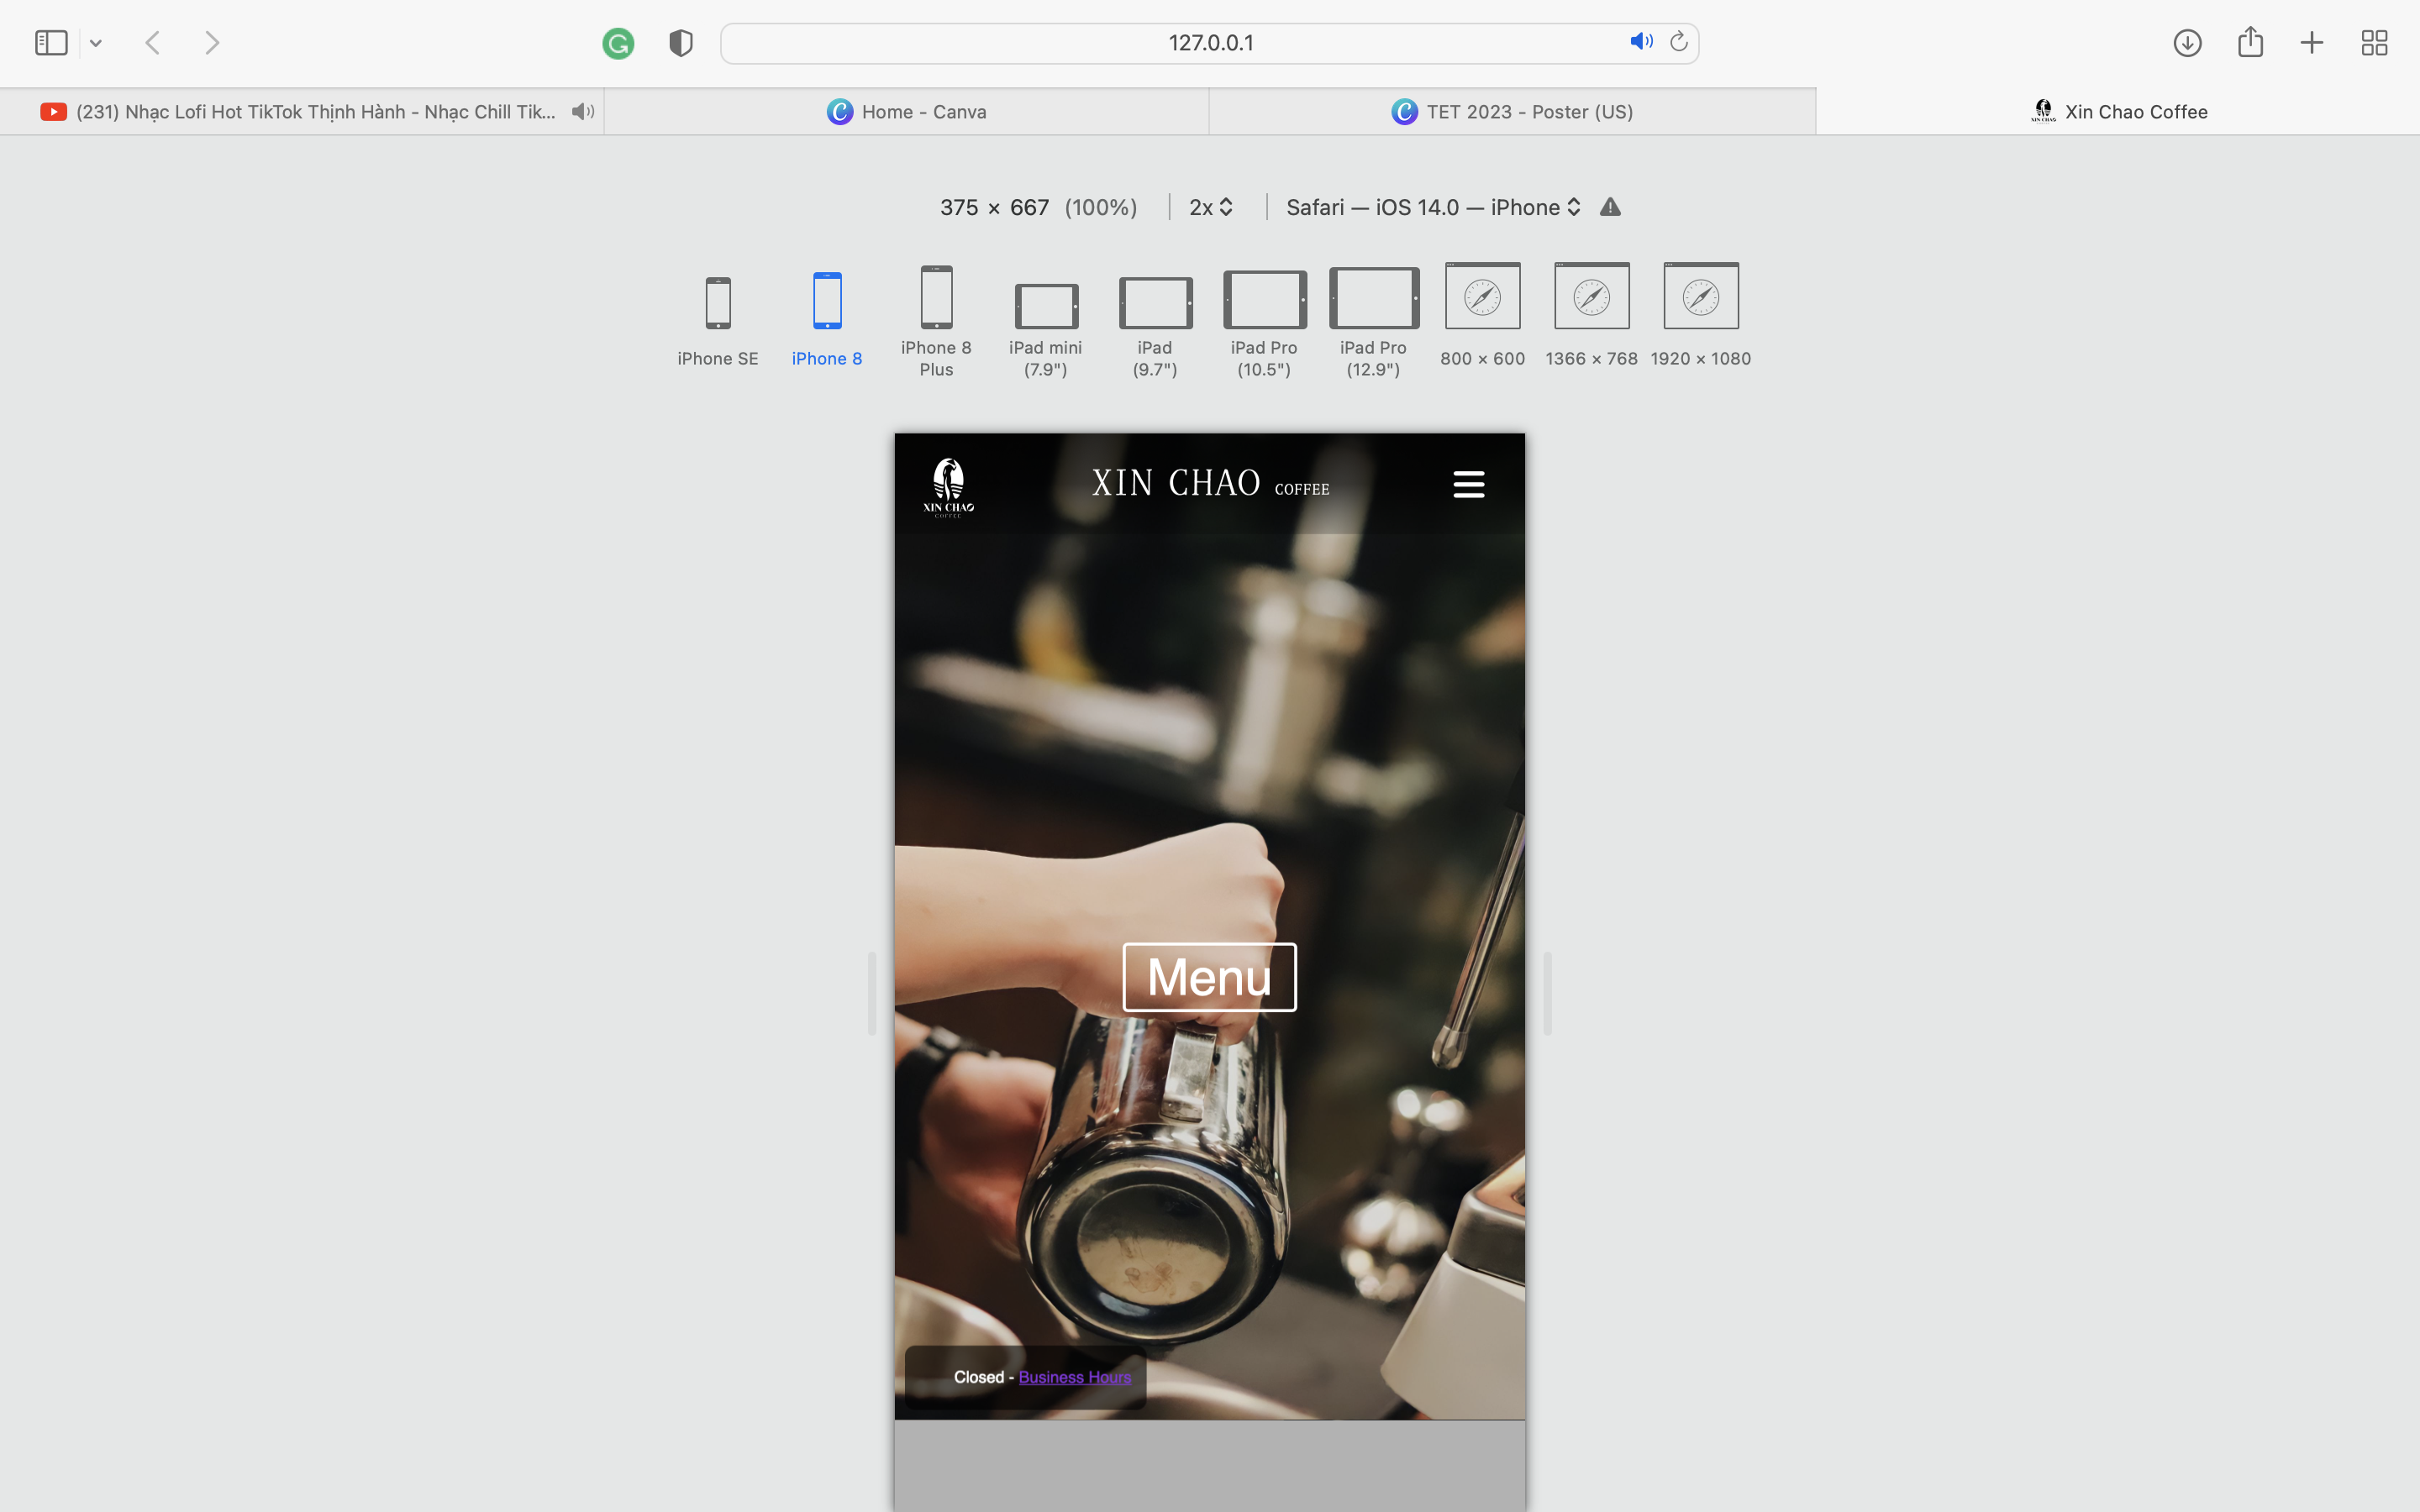 127.0.0.1
(231) Nhạc Lofi Hot TikTok Thịnh Hành - Nhạc Chill Tik...
Home - Canva
TET 2023 - Poster (US)
Xin Chao Coffee
375 × 667 (100%)
2x
Safari — iOS 14.0 — iPhone
iPhone SE
iPhone 8
iPhone 8
Plus
iPad mini
(7.9")
iPad
(9.7")
iPad Pro
(10.5")
iPad Pro
(12.9")
800 × 600
1366 × 768
1920 × 1080
XIN CHAO
COFFEE
XIN CHAO COFFEE
Menu
Closed - Business Hours